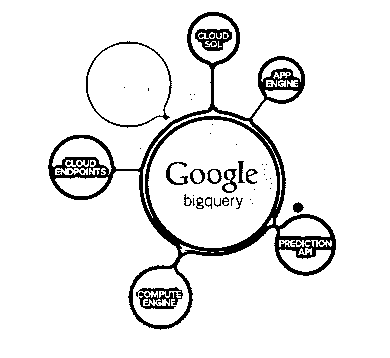 CLOUD
SQL
APP
ENGINE
CLOUD
ENDPOINTS
Google
bigquery
PREDICTION
API
COMPUTE
ENGINE